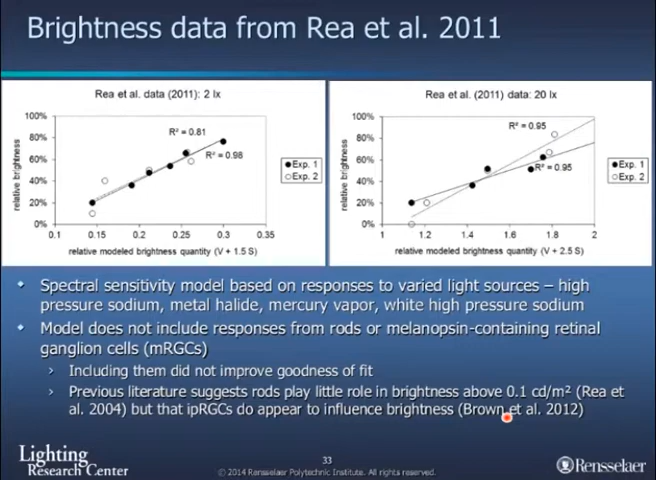 Brightness data from Rea et al. 2011
Rea et al. data (2011): 2 lx
100%
80%
60%
40%
20%
0%
relative brightness
R² = 0.81
R² = 0.98
Exp. 1
Exp. 2
0.1 0.15 0.2 0.25 0.3 0.35
relative modeled brightness quantity (V + 1.5 S)
Rea et al. (2011) data: 20 lx
100%
80%
60%
40%
20%
0%
relative brightness
R² = 0.95
R² = 0.95
Exp. 1
Exp. 2
1 1.2 1.4 1.6 1.8 2
relative modeled brightness quantity (V + 2.5 S)
Spectral sensitivity model based on responses to varied light sources – high
pressure sodium, metal halide, mercury vapor, white high pressure sodium
Model does not include responses from rods or melanopsin-containing retinal
ganglion cells (mRGCs)
Including them did not improve goodness of fit
Previous literature suggests rods play little role in brightness above 0.1 cd/m² (Rea et
al. 2004) but that ipRGCs do appear to influence brightness (Brown et al. 2012)
Lighting
Research Center
33
© 2014 Rensselaer Polytechnic Institute. All rights reserved.
Rensselaer